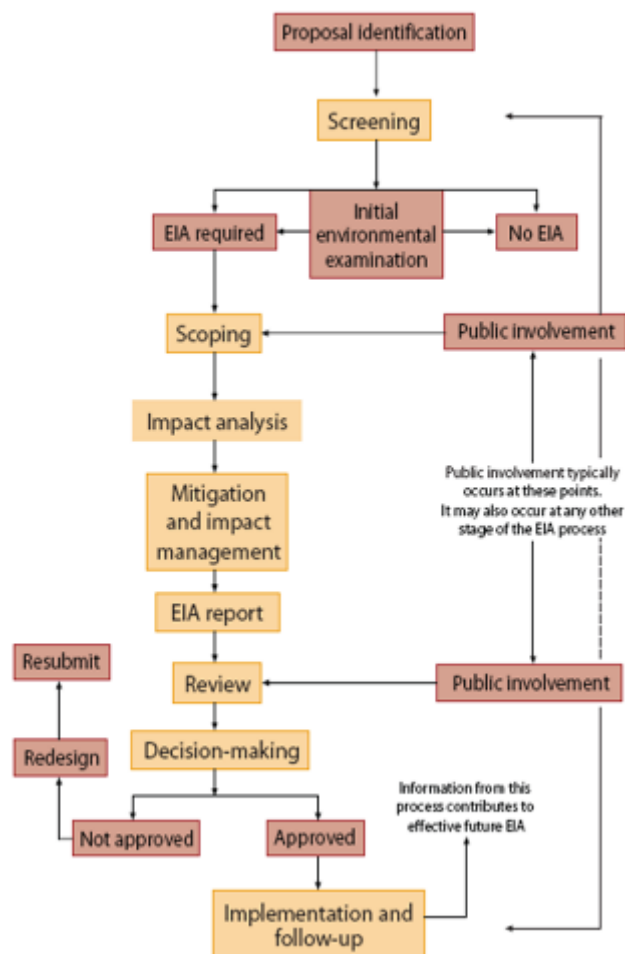 Proposal identification
Screening
EIA required
Initial
environmental
examination
No EIA
Scoping
Public involvement
Impact analysis
Public involvement typically
occurs at these points.
It may also occur at any other
stage of the EIA process
Mitigation
and impact
management
EIA report
Resubmit
Review
Public involvement
Redesign
Decision-making
Information from this
process contributes to
effective future EIA
Not approved
Approved
Implementation and
follow-up